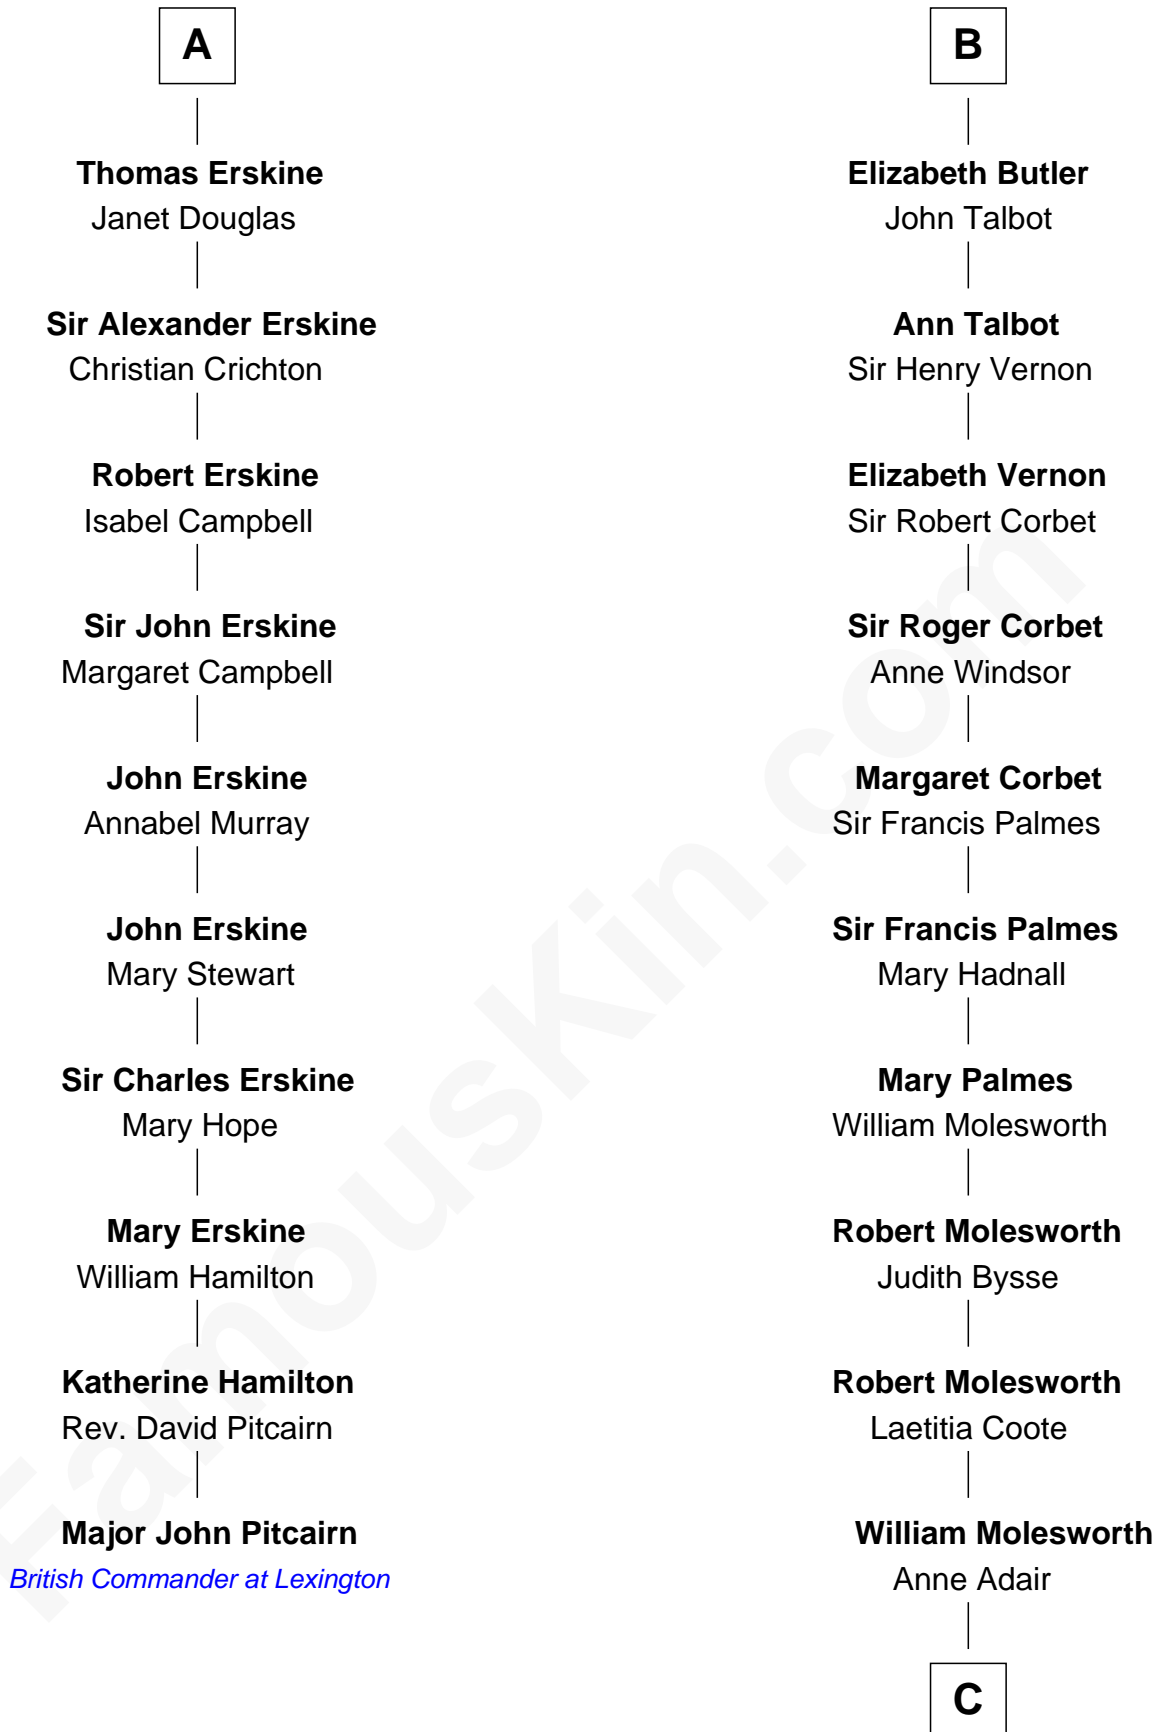 A
Thomas Erskine
Janet Douglas
Sir Alexander Erskine
Christian Crichton
Robert Erskine
Isabel Campbell
Sir John Erskine
Margaret Campbell
John Erskine
Annabel Murray
John Erskine
Mary Stewart
Sir Charles Erskine
Mary Hope
Mary Erskine
William Hamilton
Katherine Hamilton
Rev. David Pitcairn
Major John Pitcairn
British Commander at Lexington
B
Elizabeth Butler
John Talbot
Ann Talbot
Sir Henry Vernon
Elizabeth Vernon
Sir Robert Corbet
Sir Roger Corbet
Anne Windsor
Margaret Corbet
Sir Francis Palmes
Sir Francis Palmes
Mary Hadnall
Mary Palmes
William Molesworth
Robert Molesworth
Judith Bysse
Robert Molesworth
Laetitia Coote
William Molesworth
Anne Adair
C
FamousKin.com